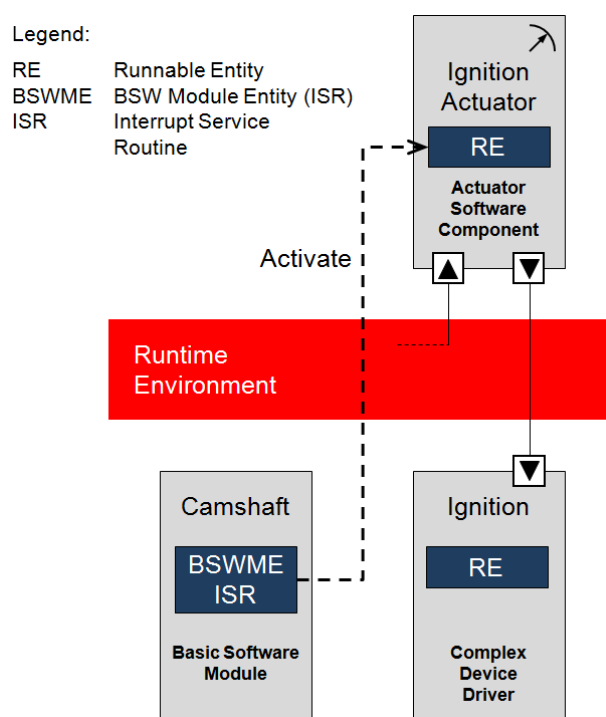 Legend:
RE Runnable Entity
BSWME BSW Module Entity (ISR)
ISR Interrupt Service
Routine
Ignition
Actuator
RE
Actuator
Software
Component
Activate
Runtime
Environment
Camshaft
BSWME
ISR
Basic Software
Module
Ignition
RE
Complex
Device
Driver